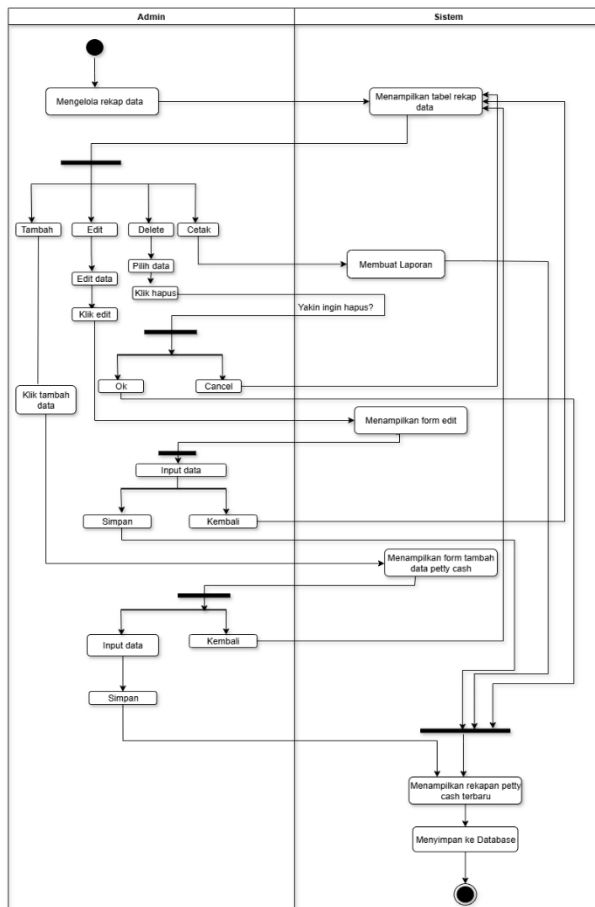 Admin
Sistem
Mengelola rekap data
Menampilkan tabel rekap
data
Tambah
Edit
Delete
Cetak
Edit data
Pilih data
Membuat Laporan
Klik edit
Klik hapus
Yakin ingin hapus?
Klik tambah
data
Ok
Cancel
Menampilkan form edit
Input data
Simpan
Kembali
Menampilkan form tambah
data petty cash
Input data
Kembali
Simpan
Menampilkan rekapan petty
cash terbaru
Menyimpan ke Database